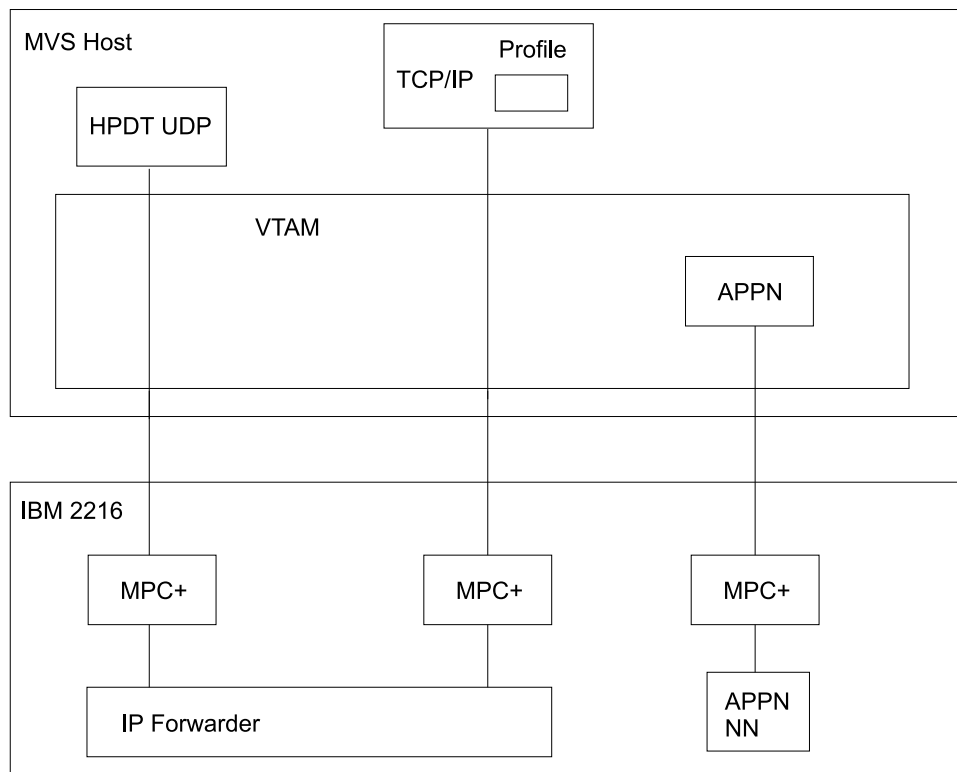 MVS Host
Profile
TCP/IP
HPDT UDP
VTAM
APPN
IBM 2216
MPC+
MPC+
MPC+
IP Forwarder
APPN
NN